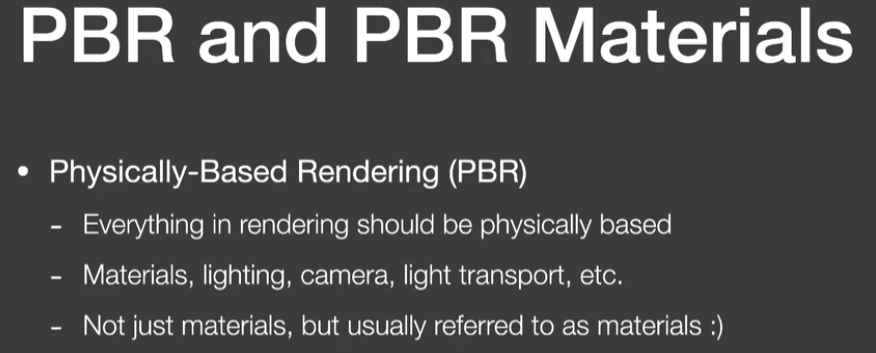 PBR and PBR Materials
• Physically-Based Rendering (PBR)
- Everything in rendering should be physically based
- Materials, lighting, camera, light transport, etc.
- Not just materials, but usually referred to as materials :)